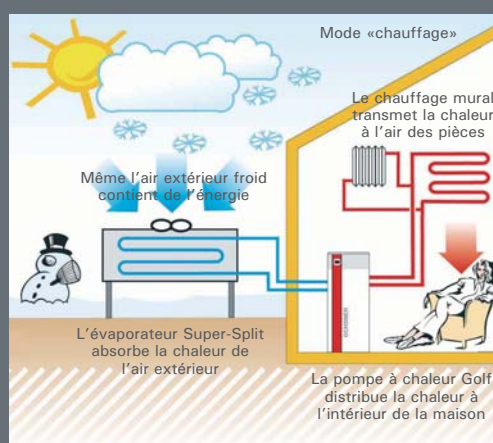 Mode «chauffage»
Le chauffage mural
transmet la chaleur
à l'air des pièces
Même l'air extérieur froid
contient de l'énergie
L'évaporateur Super-Split
absorbe la chaleur de
l'air extérieur
La pompe à chaleur Golf
distribue la chaleur à
l'intérieur de la maison